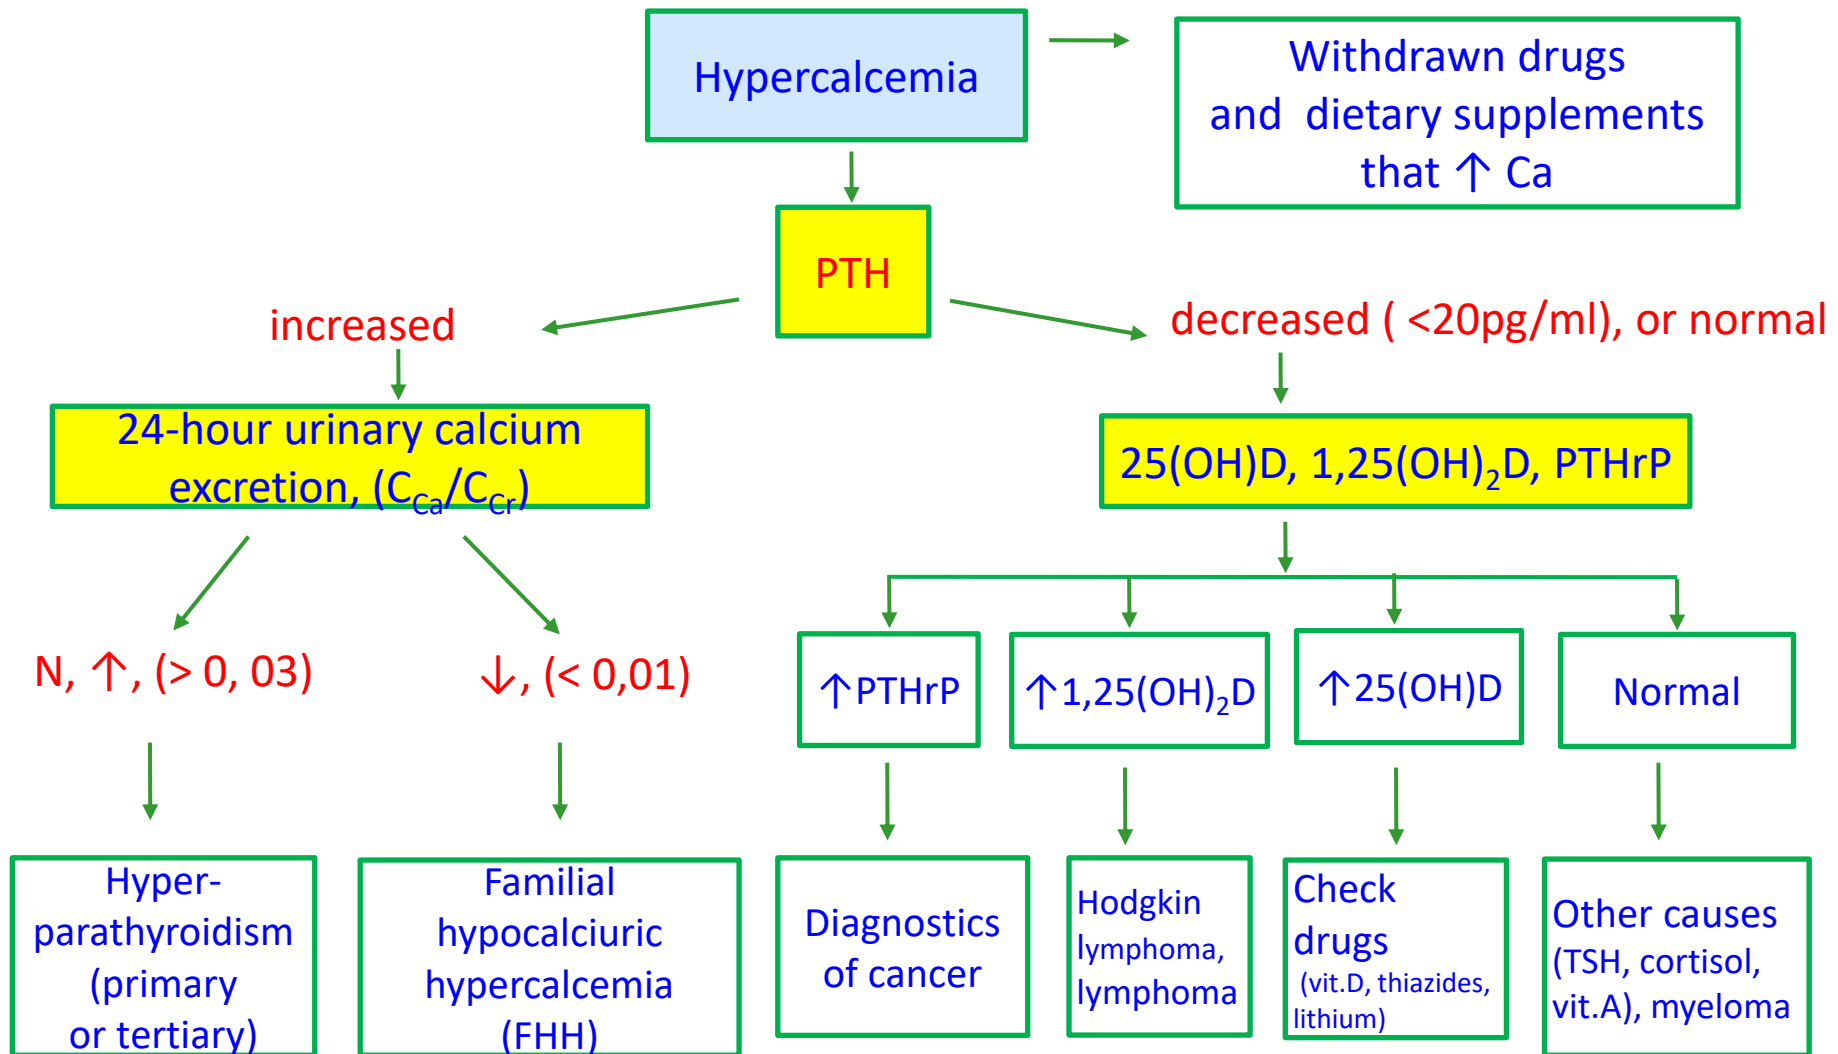 Hypercalcemia
Withdrawn drugs
and dietary supplements
that ↑ Ca
PTH
increased
decreased ( <20pg/ml), or normal
24-hour urinary calcium
excretion, (C_Ca/C_Cr)
25(OH)D, 1,25(OH)₂D, PTHrP
N, ↑, (> 0, 03)
↓, (< 0,01)
↑PTHrP
↑1,25(OH)₂D
↑25(OH)D
Normal
Hyper-
parathyroidism
(primary
or tertiary)
Familial
hypocalciuric
hypercalcemia
(FHH)
Diagnostics
of cancer
Hodgkin
lymphoma,
lymphoma
Check
drugs
(vit.D, thiazides,
lithium)
Other causes
(TSH, cortisol,
vit.A), myeloma